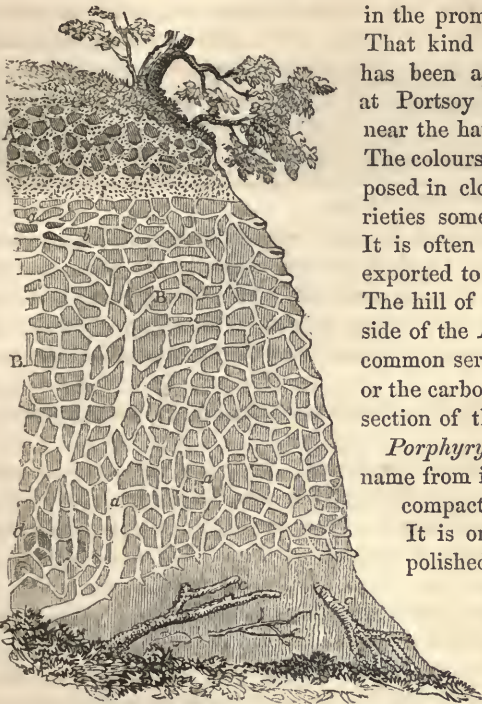 in the prom
That kind
has been a
at Portsoy
near the ha
The colours
posed in clo
rieties some
It is often
exported to
The hill of
side of the
common ser
or the carbo
section of th
Porphyry
name from i
compact
It is or
polished
A
B
B
a
a